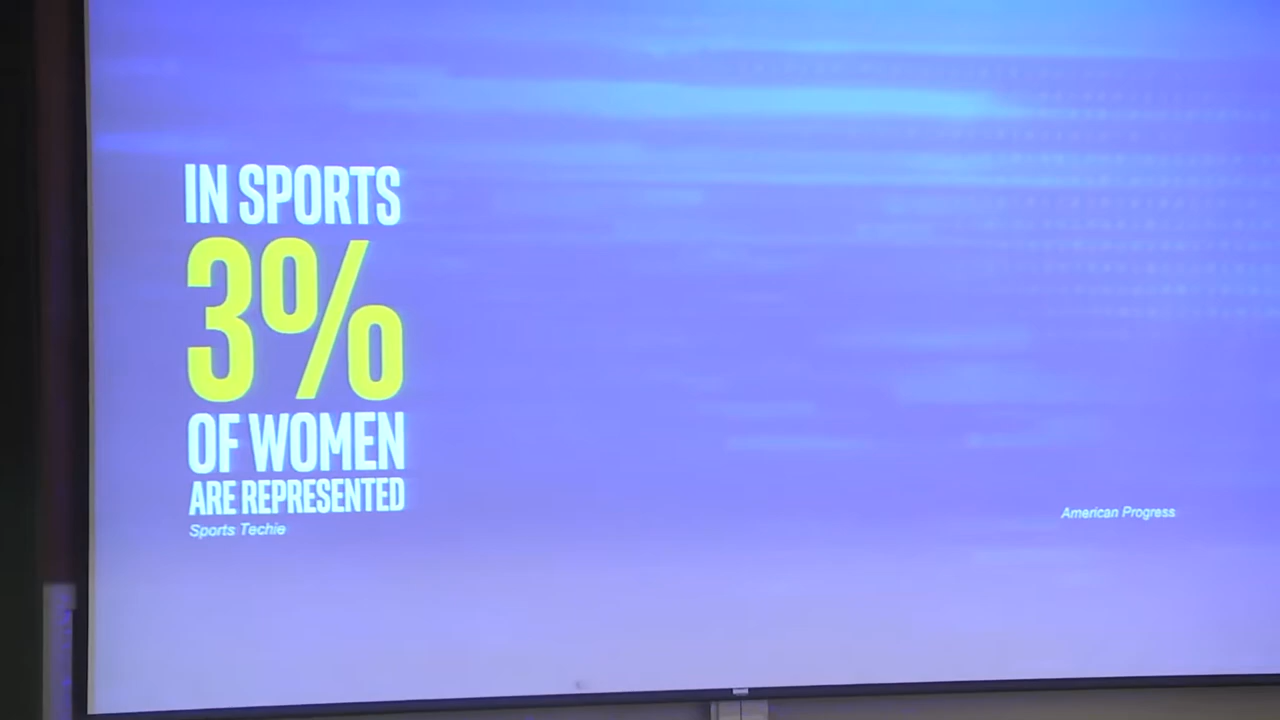 IN SPORTS
3%
OF WOMEN
ARE REPRESENTED
Sports Techie
American Progress